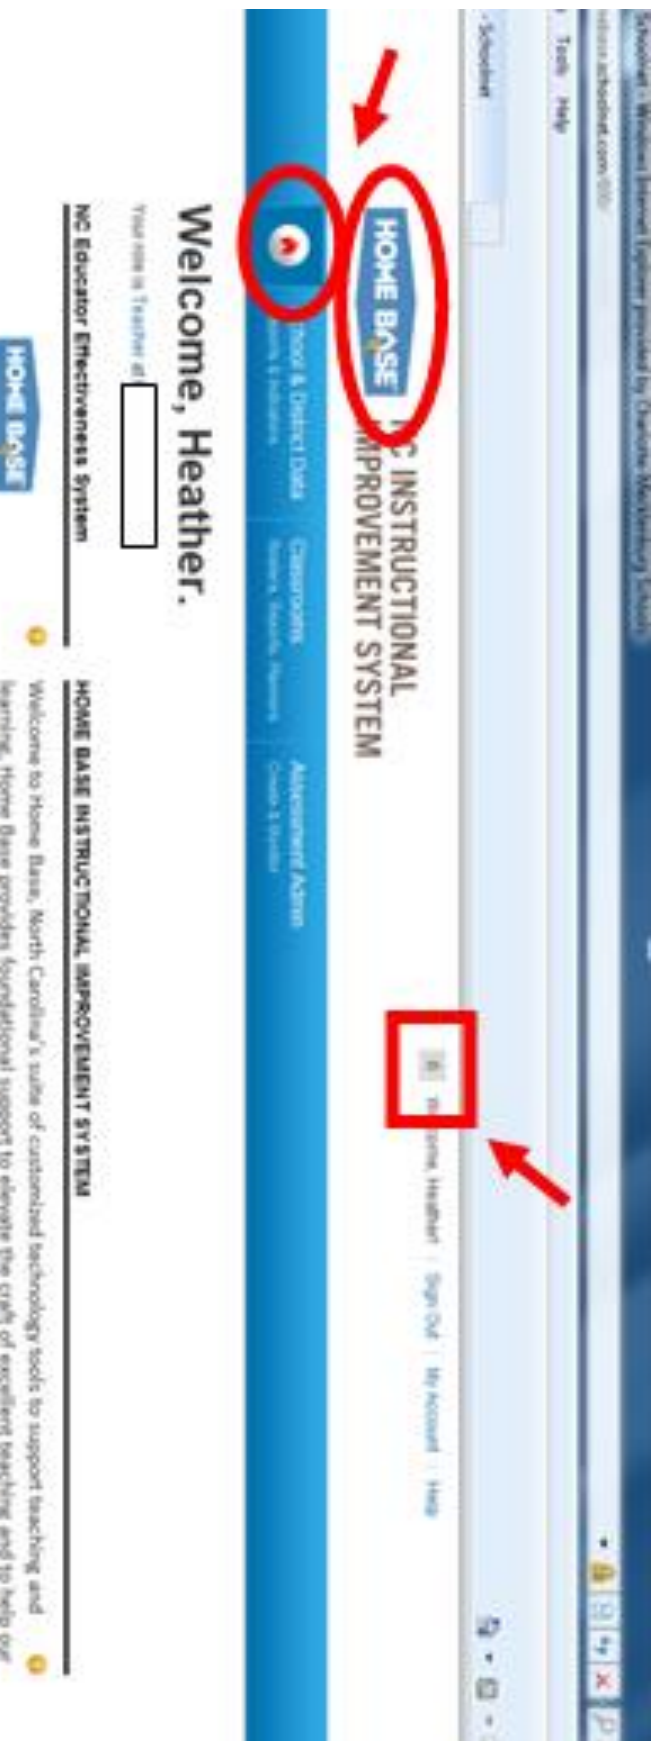 Schoolnet - Windows Internet Explorer provided by Charlotte-Mecklenburg Schools
schoolnet.com
Tools Help
- Schoolnet
Welcome, Heather! | Sign Out | My Account | Help
HOME BASE
INSTRUCTIONAL
IMPROVEMENT SYSTEM
School & District Data
Classrooms
Assessment Admin
Welcome, Heather.
Your role is Teacher at
NC Educator Effectiveness System
HOME BASE
HOME BASE INSTRUCTIONAL IMPROVEMENT SYSTEM
Welcome to Home Base, North Carolina's suite of customized technology tools to support teaching and
learning. Home Base provides foundational support to elevate the craft of excellent teaching and to help our